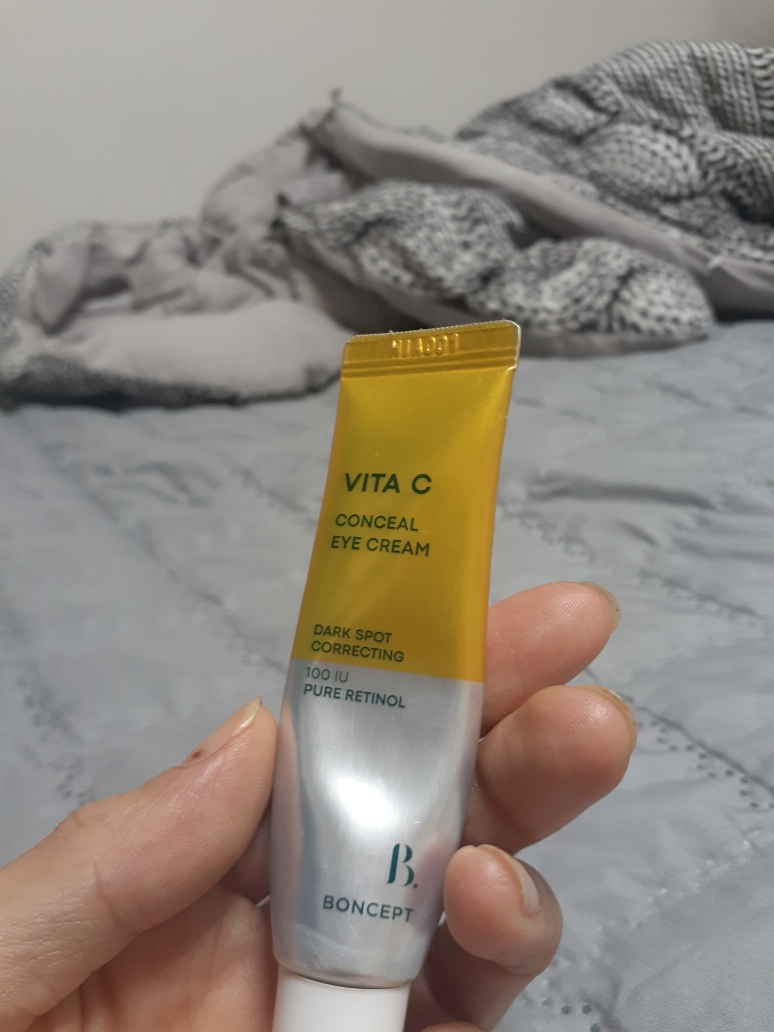 VITA C
CONCEAL
EYE CREAM
DARK SPOT
CORRECTING
100 IU
PURE RETINOL
B.
BONCEPT